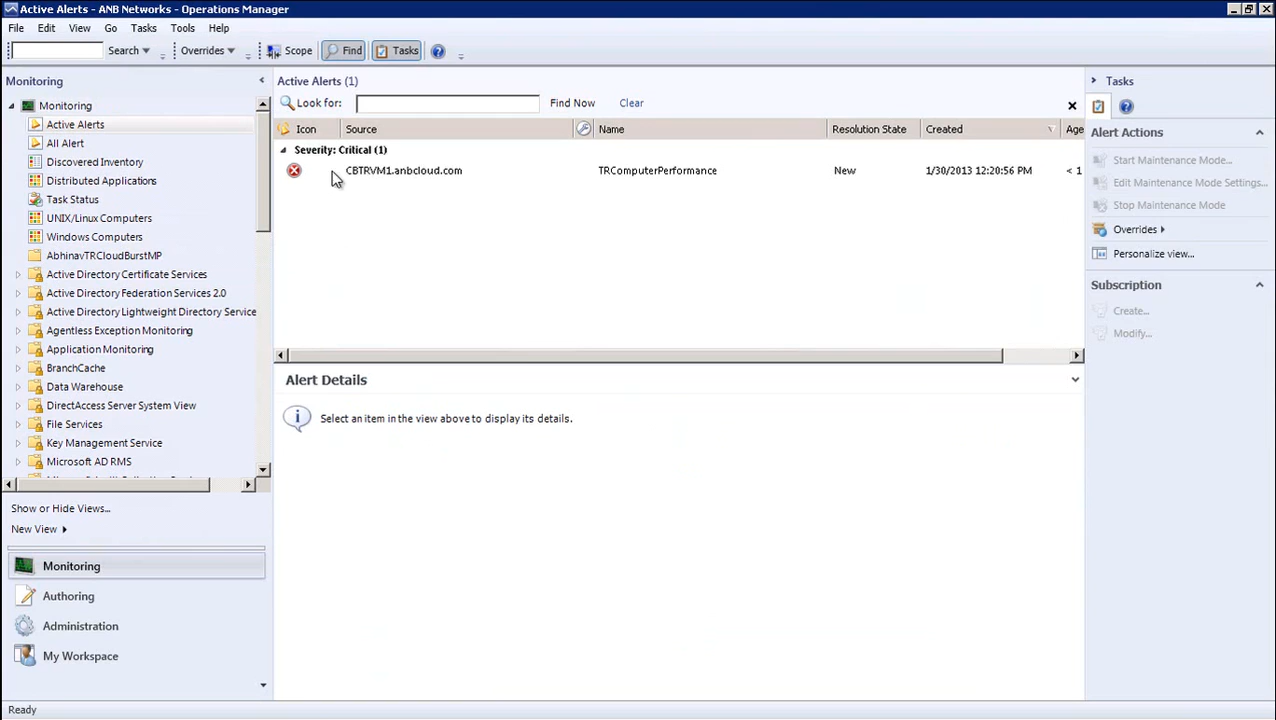 Active Alerts - ANB Networks - Operations Manager
File Edit View Go Tasks Tools Help
Search Overrides Scope Find Tasks
Monitoring
Monitoring
Active Alerts
All Alert
Discovered Inventory
Distributed Applications
Task Status
UNIX/Linux Computers
Windows Computers
AbhinavTRCloudBurstMP
Active Directory Certificate Services
Active Directory Federation Services 2.0
Active Directory Lightweight Directory Service
Agentless Exception Monitoring
Application Monitoring
BranchCache
Data Warehouse
DirectAccess Server System View
File Services
Key Management Service
Microsoft AD RMS
Show or Hide Views...
New View
Monitoring
Authoring
Administration
My Workspace
Ready
Active Alerts (1)
Look for: Find Now Clear
Icon Source Name Resolution State Created Age
Severity: Critical (1)
CBTRVM1.anbcloud.com TRComputerPerformance New 1/30/2013 12:20:56 PM < 1
Alert Details
Select an item in the view above to display its details.
Tasks
Alert Actions
Start Maintenance Mode...
Edit Maintenance Mode Settings...
Stop Maintenance Mode
Overrides
Personalize view...
Subscription
Create...
Modify...